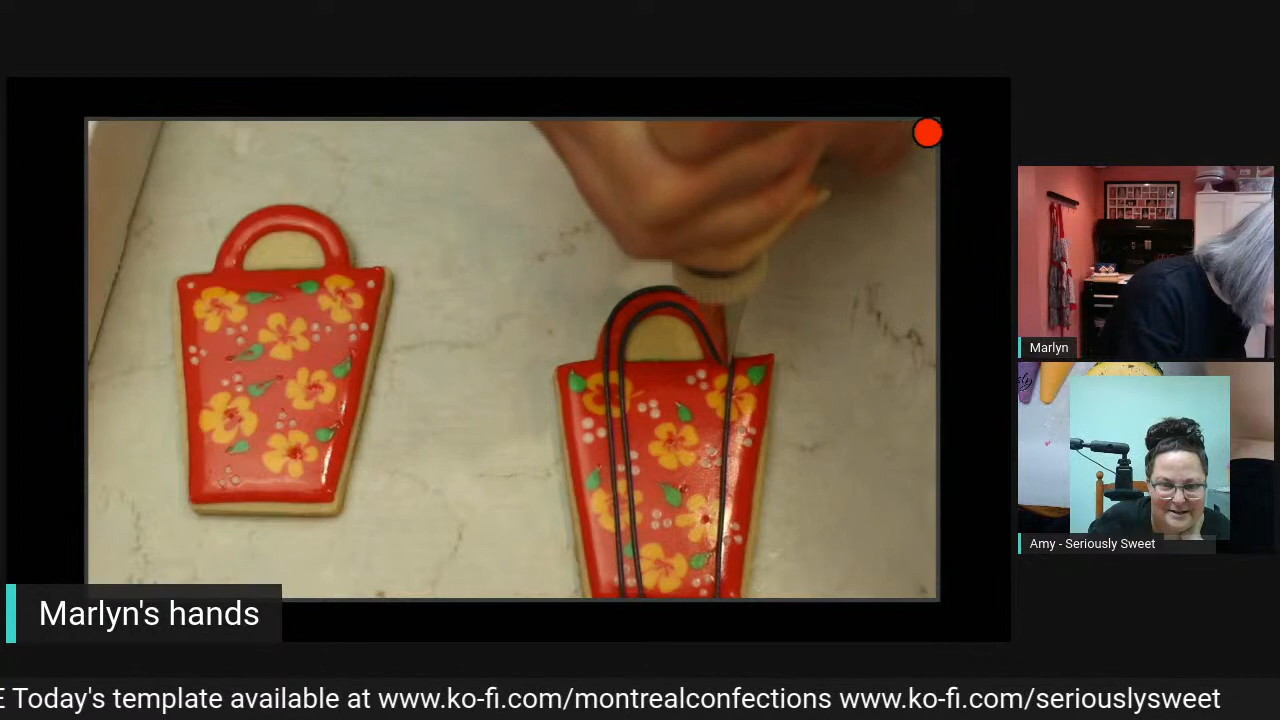 Marlyn
Amy - Seriously Sweet
Marlyn's hands
E Today's template available at www.ko-fi.com/montrealconfections www.ko-fi.com/seriouslysweet